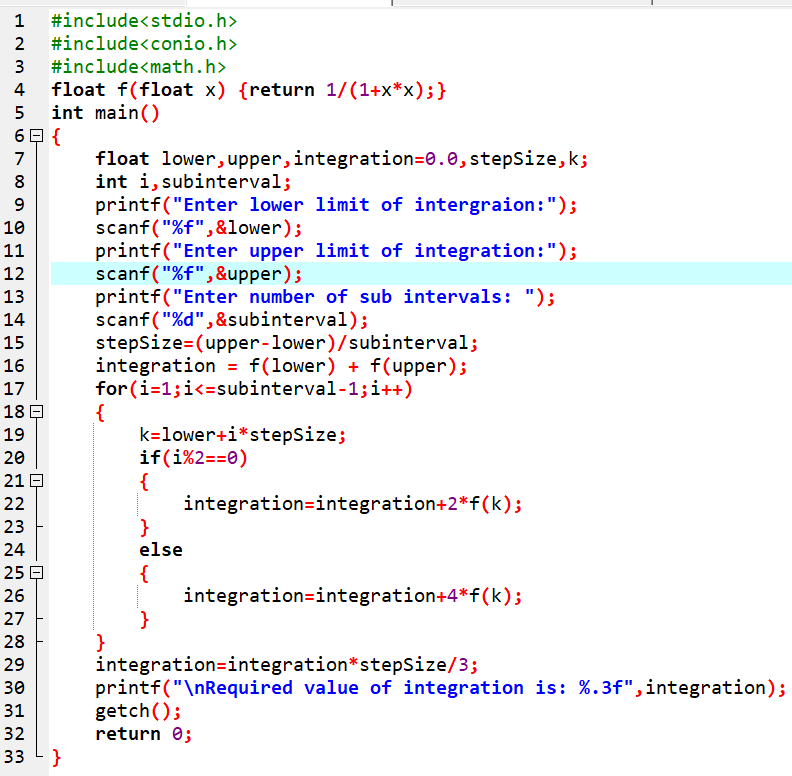 1 #include<stdio.h>
2 #include<conio.h>
3 #include<math.h>
4 float f(float x) {return 1/(1+x*x);}
5 int main()
6 {
7 float lower,upper,integration=0.0,stepSize,k;
8 int i,subinterval;
9 printf("Enter lower limit of intergraion:");
10 scanf("%f",&lower);
11 printf("Enter upper limit of integration:");
12 scanf("%f",&upper);
13 printf("Enter number of sub intervals: ");
14 scanf("%d",&subinterval);
15 stepSize=(upper-lower)/subinterval;
16 integration = f(lower) + f(upper);
17 for(i=1;i<=subinterval-1;i++)
18 {
19 k=lower+i*stepSize;
20 if(i%2==0)
21 {
22 integration=integration+2*f(k);
23 }
24 else
25 {
26 integration=integration+4*f(k);
27 }
28 }
29 integration=integration*stepSize/3;
30 printf("\nRequired value of integration is: %.3f",integration);
31 getch();
32 return 0;
33 }